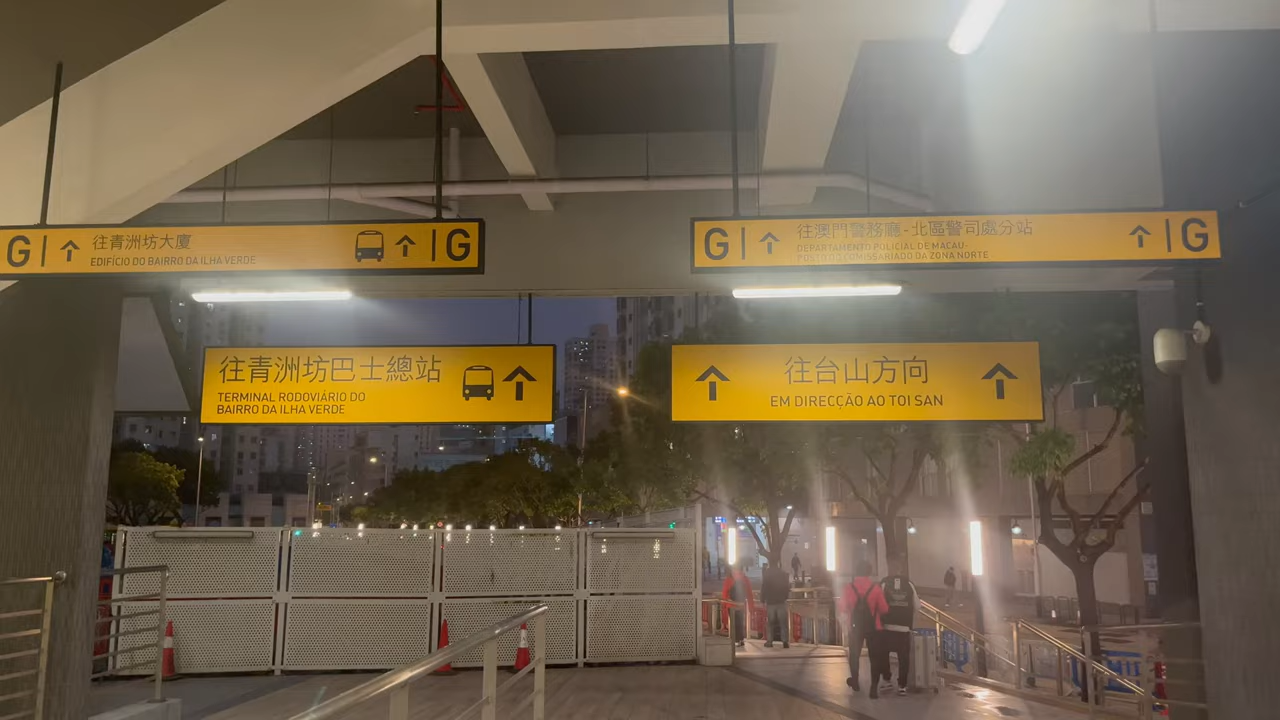 G 往青洲坊大廈 G
EDIFÍCIO DO BAIRRO DA ILHA VERDE
G 往澳門警務廳-北區警司處分站 G
DEPARTAMENTO POLICIAL DE MACAU-
POSTO DO COMISSARIADO DA ZONA NORTE
往青洲坊巴士總站
TERMINAL RODOVIÁRIO DO
BAIRRO DA ILHA VERDE
往台山方向
EM DIRECÇÃO AO TOI SAN